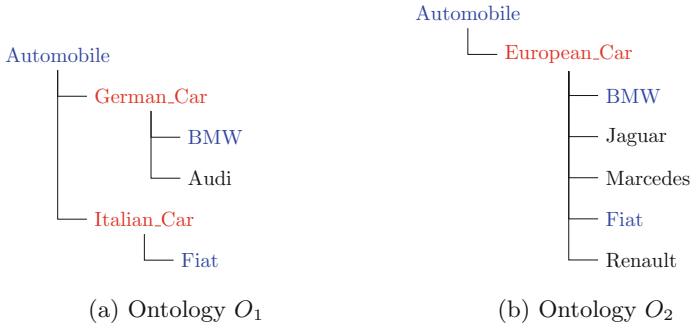 Automobile
German_Car
BMW
Audi
Italian_Car
Fiat
(a) Ontology O1
Automobile
European_Car
BMW
Jaguar
Marcedes
Fiat
Renault
(b) Ontology O2